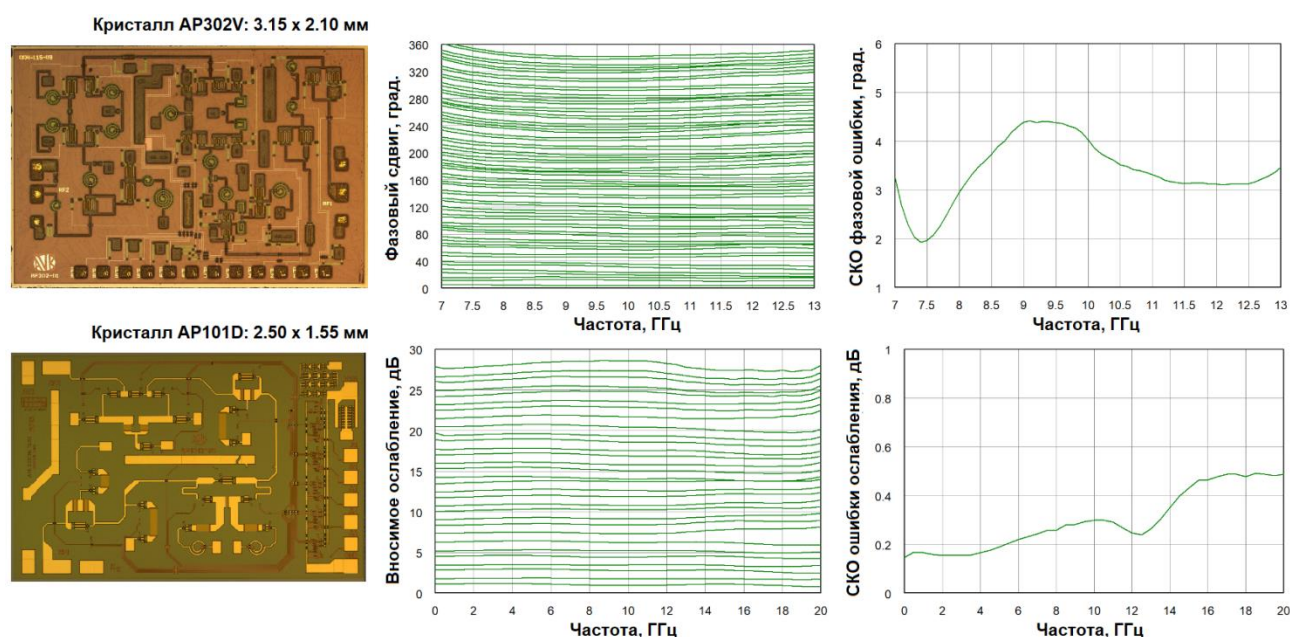 Кристалл AP302V: 3.15 x 2.10 мм
RF2
RF1
Фазовый сдвиг, град.
360
320
280
240
200
160
120
80
40
0
7 7.5 8 8.5 9 9.5 10 10.5 11 11.5 12 12.5 13
Частота, ГГц
СКО фазовой ошибки, град.
6
5
4
3
2
1
7 7.5 8 8.5 9 9.5 10 10.5 11 11.5 12 12.5 13
Частота, ГГц
Кристалл AP101D: 2.50 x 1.55 мм
Вносимое ослабление, дБ
30
25
20
15
10
5
0
0 2 4 6 8 10 12 14 16 18 20
Частота, ГГц
СКО ошибки ослабления, дБ
1
0.8
0.6
0.4
0.2
0
0 2 4 6 8 10 12 14 16 18 20
Частота, ГГц